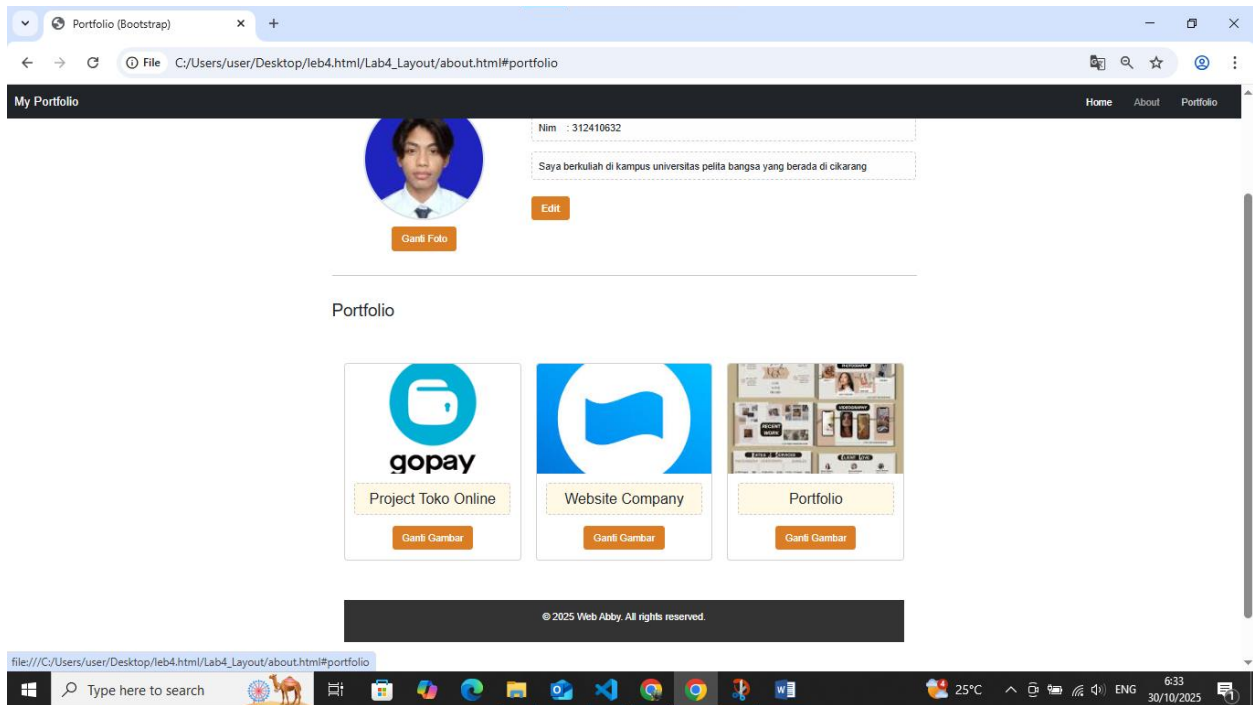 Portfolio (Bootstrap)
File C:/Users/user/Desktop/leb4.html/Lab4_Layout/about.html#portfolio
My Portfolio
Home About Portfolio
Nim : 312410632
Saya berkuliah di kampus universitas pelita bangsa yang berada di cikarang
Edit
Ganti Foto
Portfolio
gopay
RECENT WORK
Project Toko Online
Website Company
Portfolio
Ganti Gambar
Ganti Gambar
Ganti Gambar
© 2025 Web Abby. All rights reserved.
file:///C:/Users/user/Desktop/leb4.html/Lab4_Layout/about.html#portfolio
Type here to search
25°C
ENG
6:33
30/10/2025